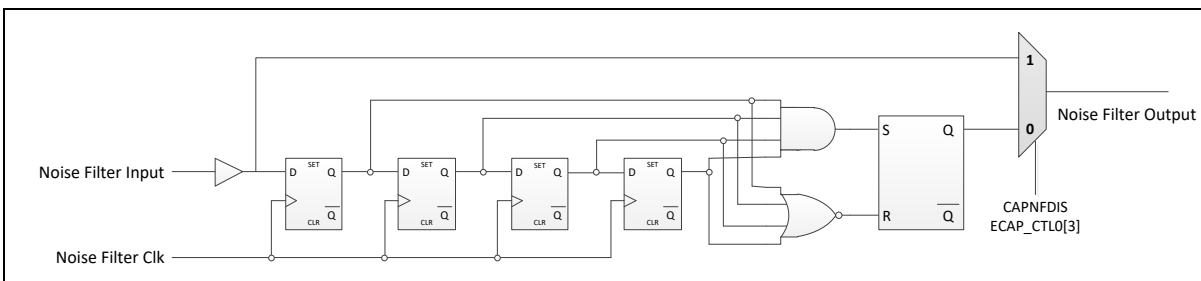 1
Noise Filter Output
0
S Q
Noise Filter Input
SET SET SET SET
D Q D Q D Q D Q
Q Q Q Q
CLR CLR CLR CLR
R Q
CAPNFDIS
ECAP_CTL0[3]
Noise Filter Clk